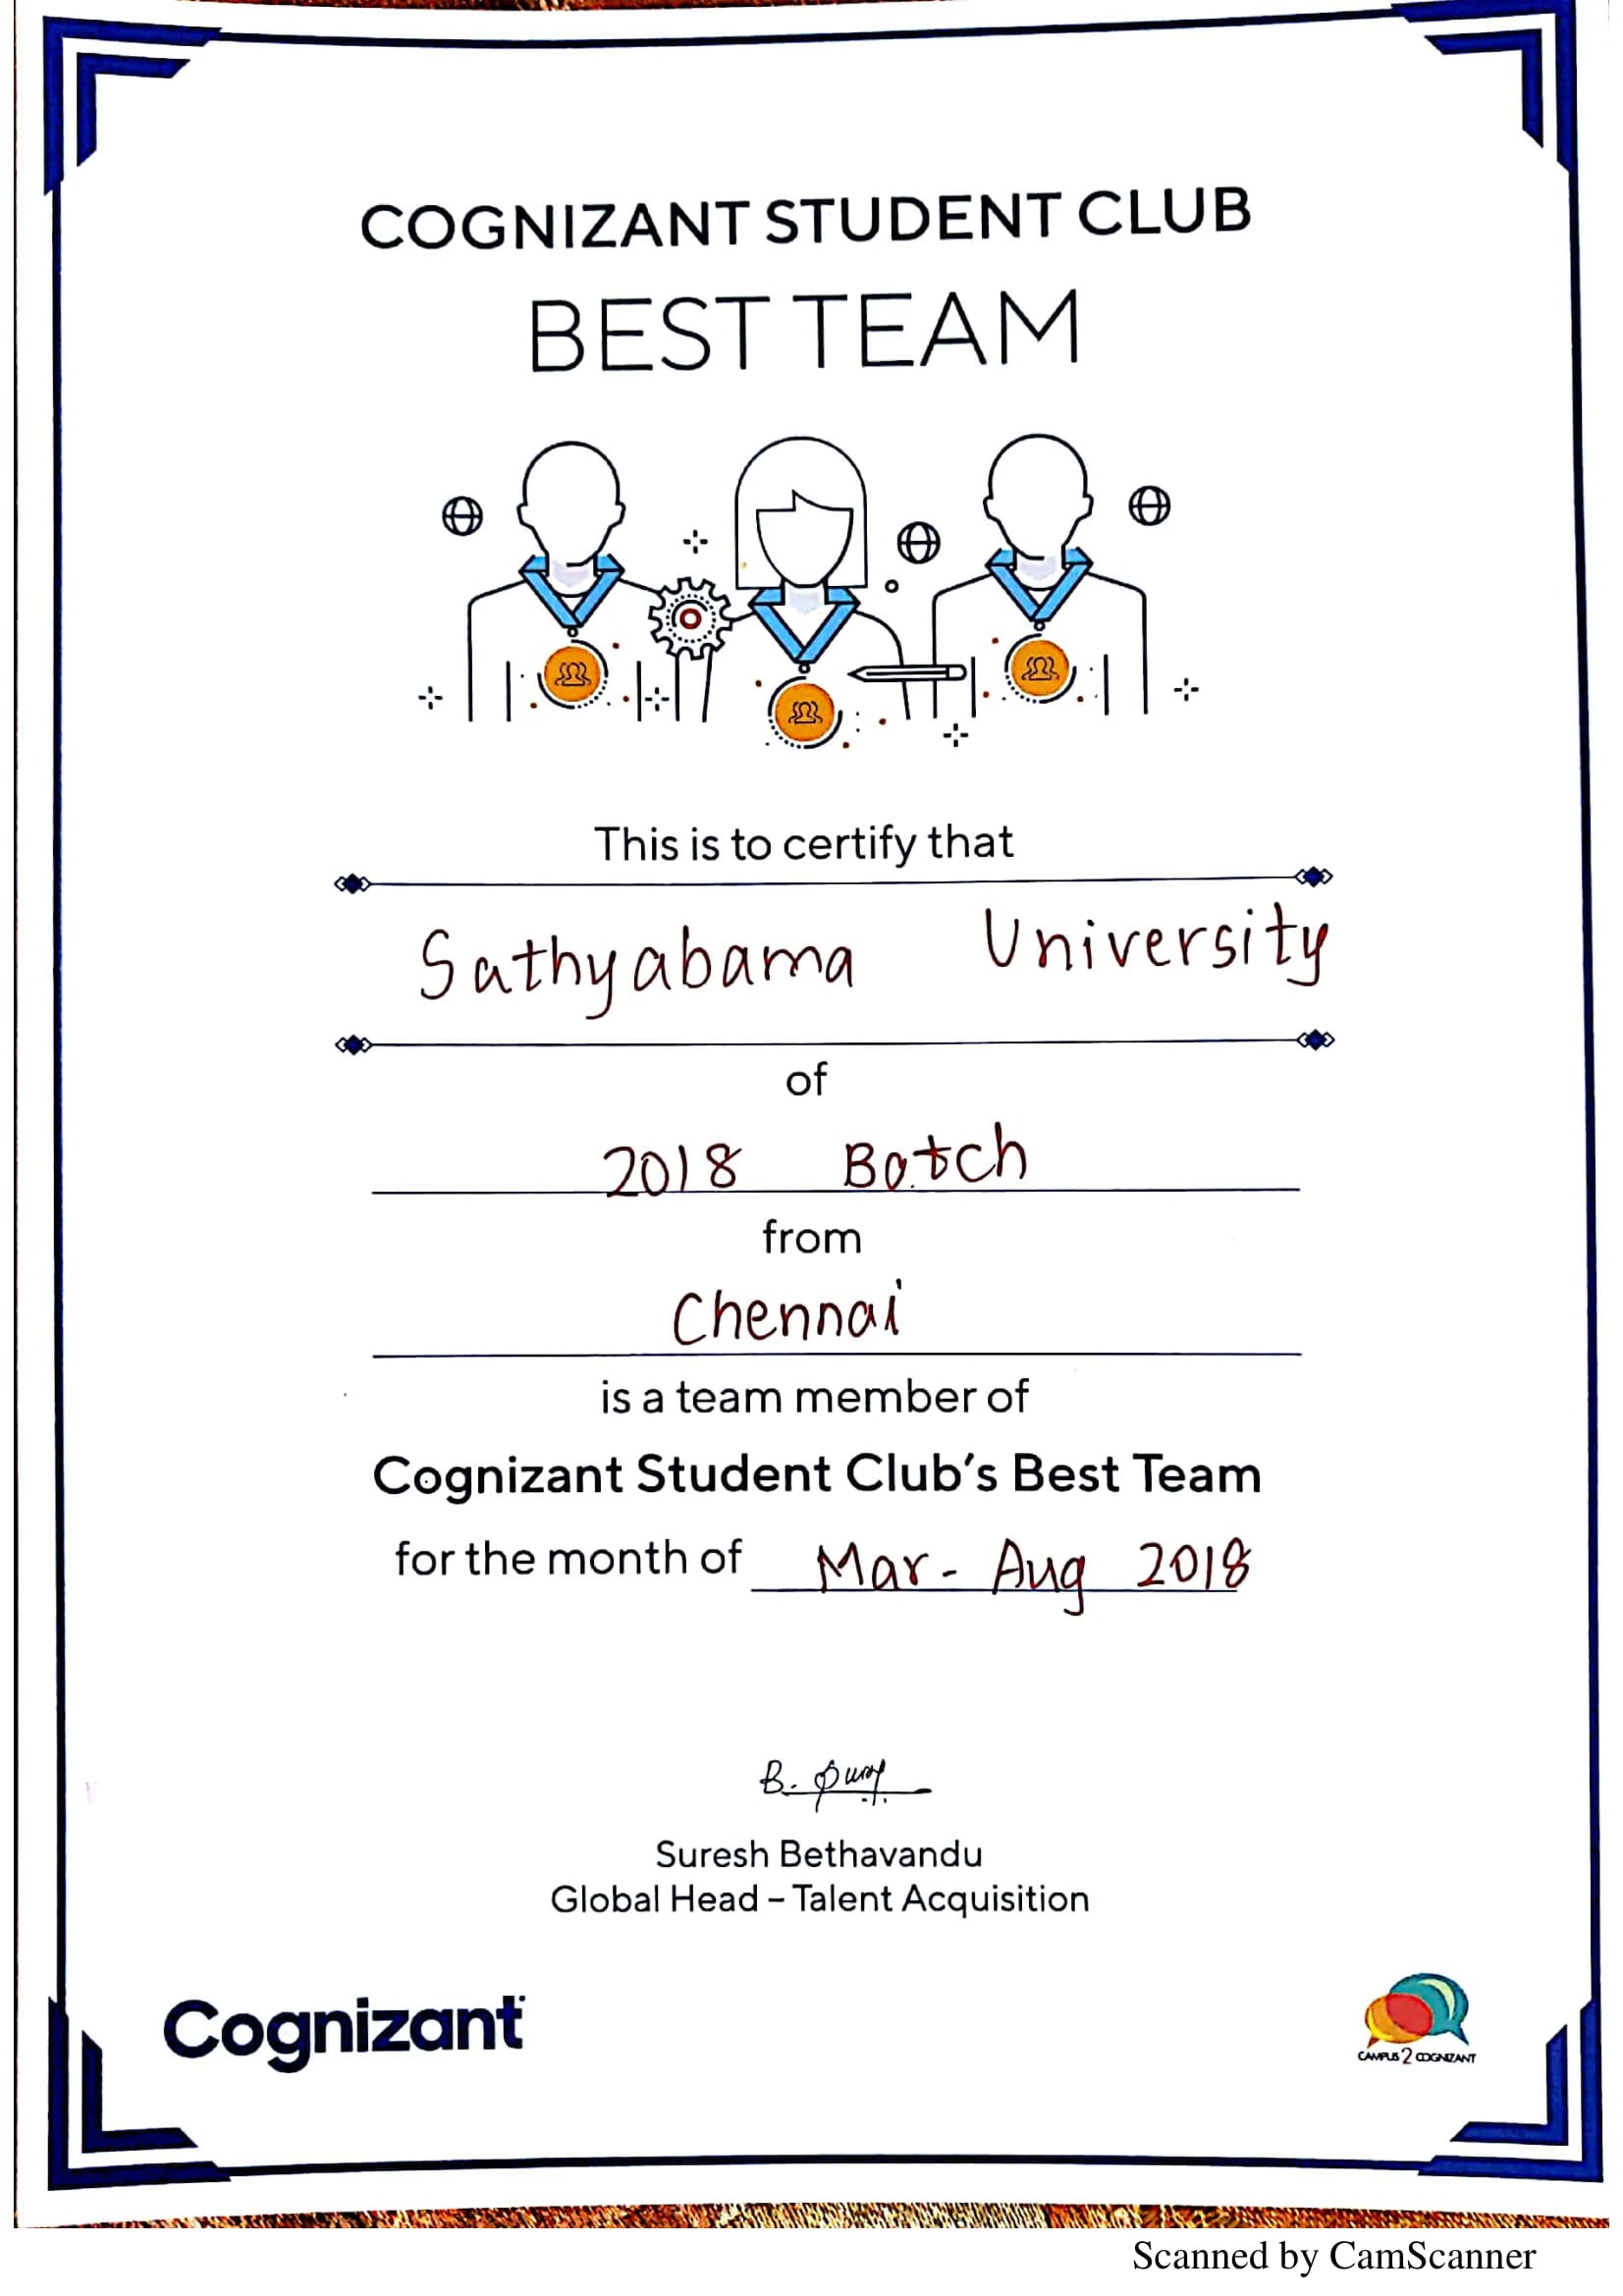 COGNIZANT STUDENT CLUB
BEST TEAM
This is to certify that
Sathyabama University
of
2018 Batch
from
Chennai
is a team member of
Cognizant Student Club's Best Team
for the month of Mar - Aug 2018
Suresh Bethavandu
Global Head – Talent Acquisition
Cognizant
CAMPUS 2 COGNIZANT
Scanned by CamScanner